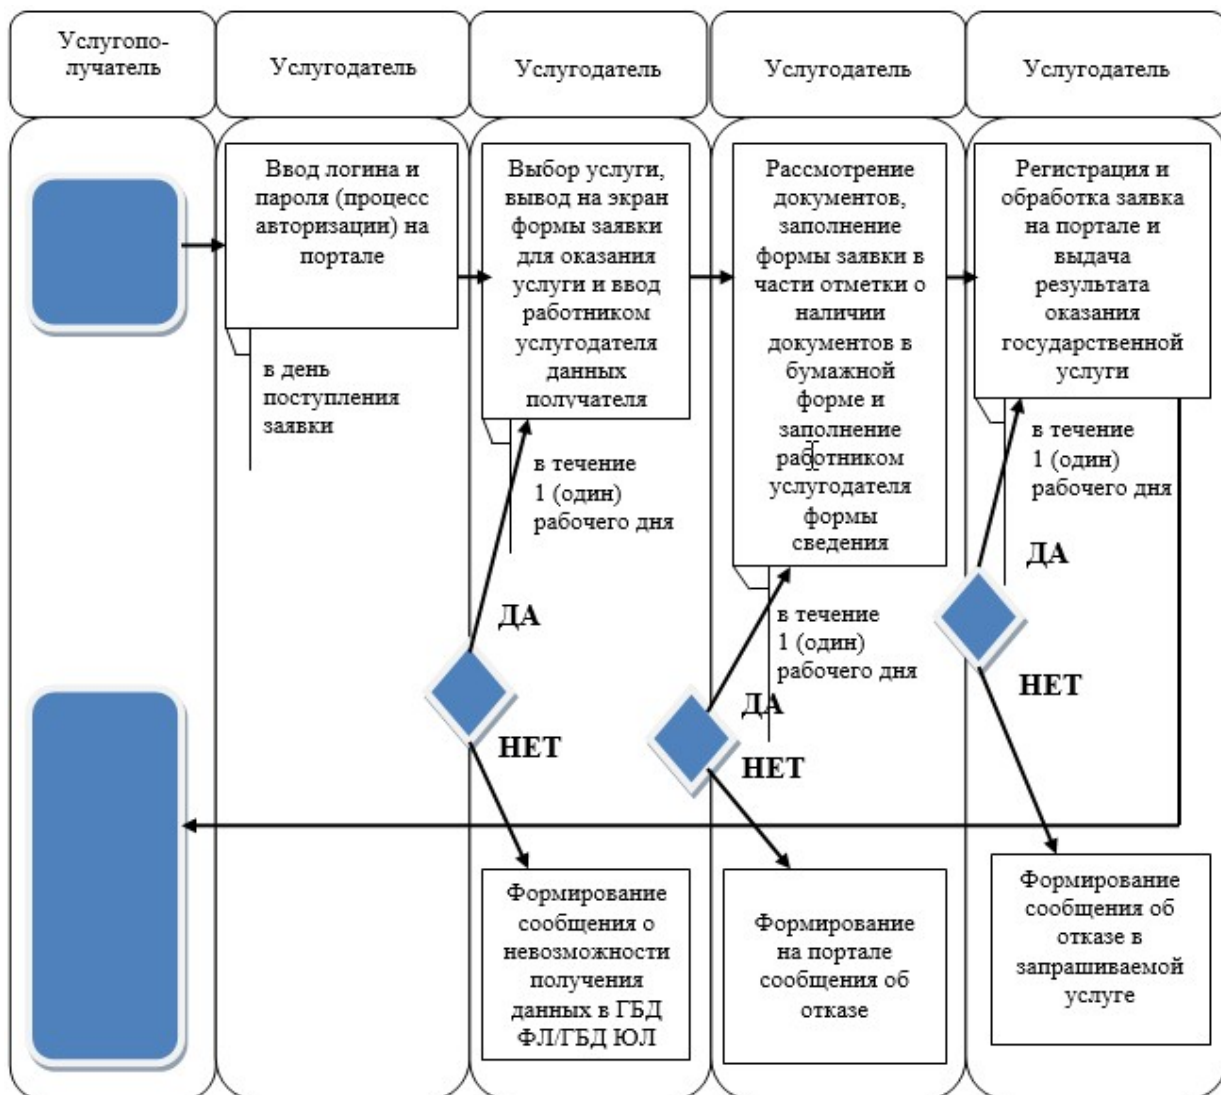 Услугопо-
лучатель
Услугодатель
Услугодатель
Услугодатель
Услугодатель
Ввод логина и
пароля (процесс
авторизации) на
портале
в день
поступления
заявки
Выбор услуги,
вывод на экран
формы заявки
для оказания
услуги и ввод
работником
услугодателя
данных
получателя
в течение
1 (один)
рабочего дня
Рассмотрение
документов,
заполнение
формы заявки в
части отметки о
наличии
документов в
бумажной
форме и
заполнение
работником
услугодателя
формы
сведения
в течение
1 (один)
рабочего дня
Регистрация и
обработка заявка
на портале и
выдача
результата
оказания
государственной
услуги
в течение
1 (один)
рабочего дня
ДА
НЕТ
ДА
НЕТ
ДА
НЕТ
Формирование
сообщения о
невозможности
получения
данных в ГБД
ФЛ/ГБД ЮЛ
Формирование
на портале
сообщения об
отказе
Формирование
сообщения об
отказе в
запрашиваемой
услуге